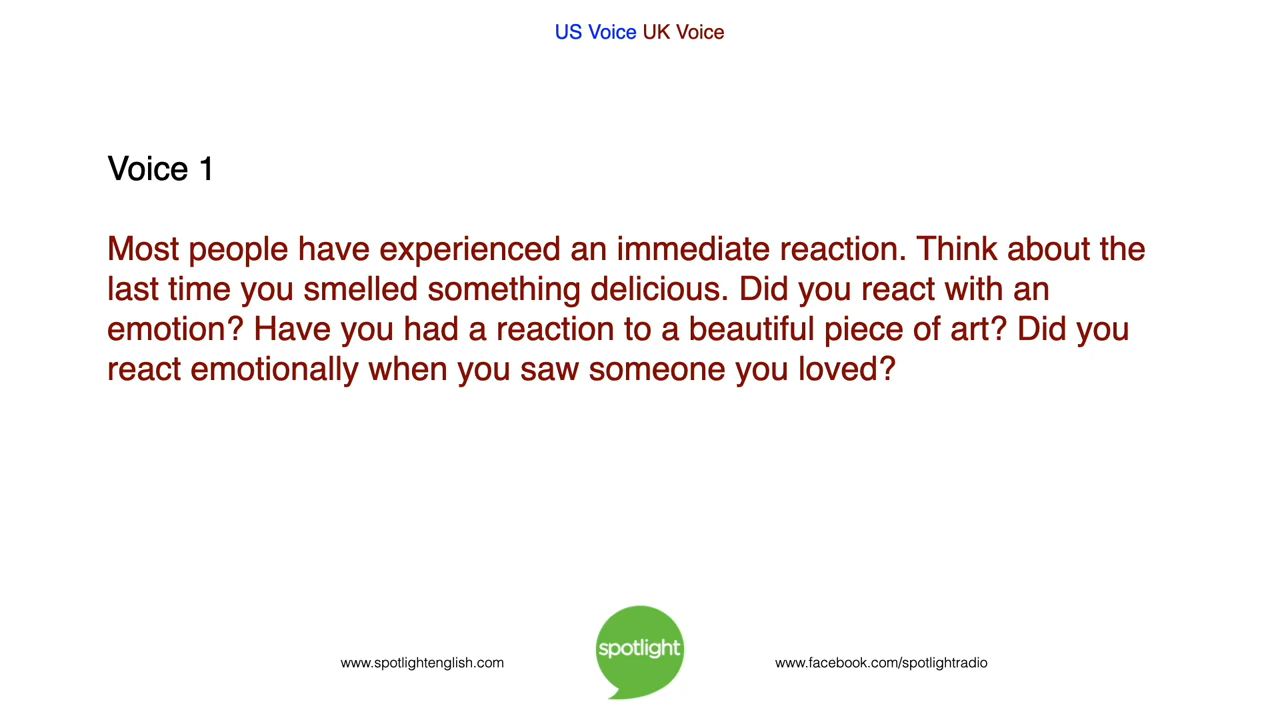 US Voice UK Voice
Voice 1
Most people have experienced an immediate reaction. Think about the
last time you smelled something delicious. Did you react with an
emotion? Have you had a reaction to a beautiful piece of art? Did you
react emotionally when you saw someone you loved?
spotlight
www.spotlightenglish.com
www.facebook.com/spotlightradio